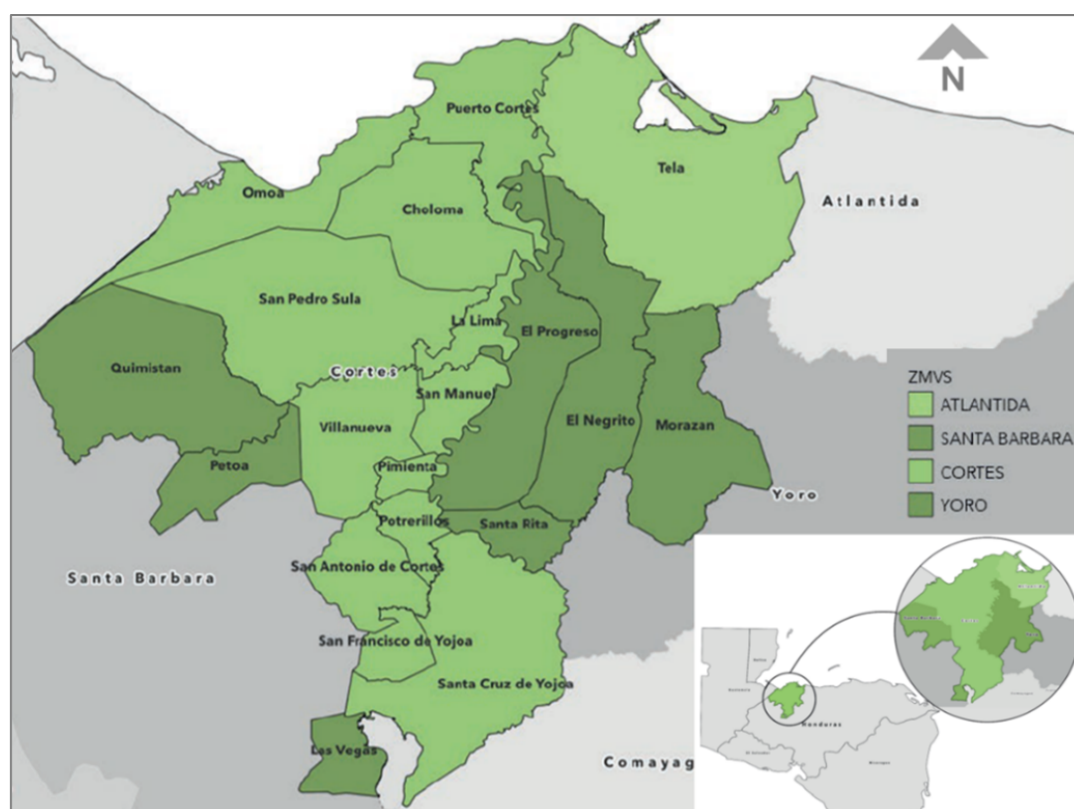 N
Puerto Cortes
Tela
Omoa
Choloma
Atlantida
San Pedro Sula
La Lima
El Progreso
Quimistan
Cortes
San Manuel
ZMVS
ATLANTIDA
SANTA BARBARA
CORTES
YORO
Villanueva
El Negrito
Morazan
Petoa
Pimienta
Yoro
Potrerillos
Santa Rita
San Antonio de Cortes
Santa Barbara
San Francisco de Yojoa
Santa Cruz de Yojoa
Las Vegas
Comayag
Honduras